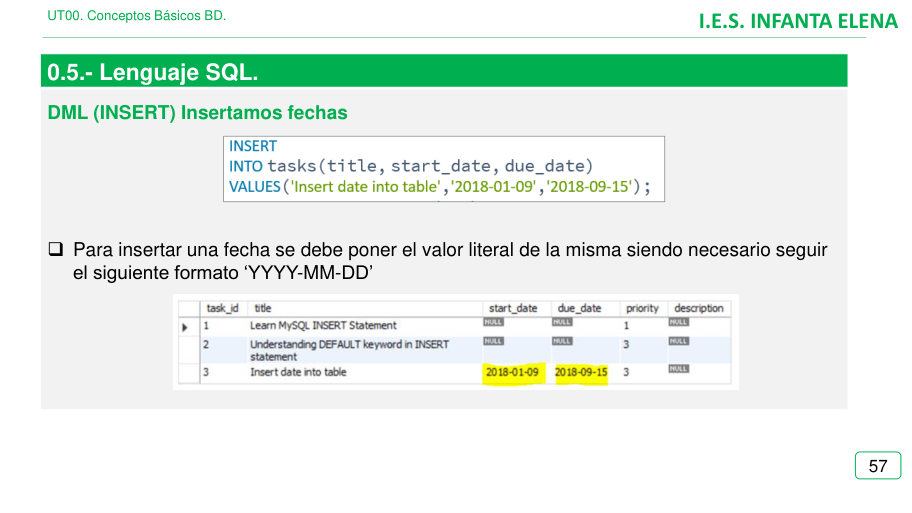 UT00. Conceptos Básicos BD.
I.E.S. INFANTA ELENA
0.5.- Lenguaje SQL.
DML (INSERT) Insertamos fechas
INSERT
INTO tasks(title, start_date, due_date)
VALUES('Insert date into table','2018-01-09','2018-09-15');
❑ Para insertar una fecha se debe poner el valor literal de la misma siendo necesario seguir
el siguiente formato ‘YYYY-MM-DD’
task_id title start_date due_date priority description
1 Learn MySQL INSERT Statement NULL NULL 1 NULL
2 Understanding DEFAULT keyword in INSERT NULL NULL 3 NULL
statement
3 Insert date into table 2018-01-09 2018-09-15 3 NULL
57